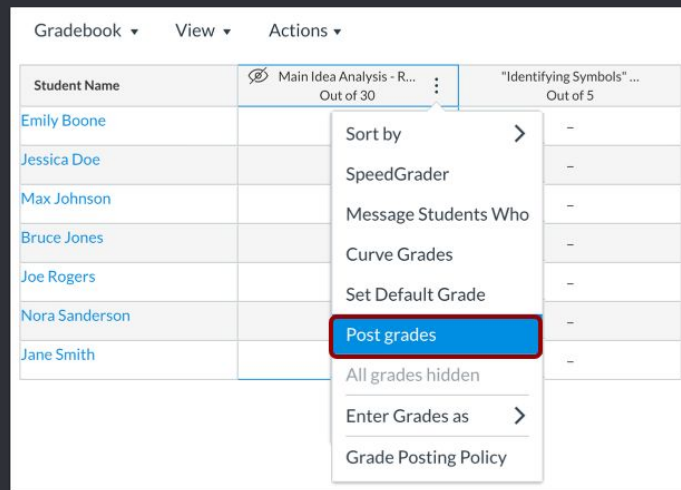 Gradebook View Actions
Student Name
Main Idea Analysis - R...
Out of 30
"Identifying Symbols" ...
Out of 5
Emily Boone –
Jessica Doe –
Max Johnson –
Bruce Jones –
Joe Rogers –
Nora Sanderson –
Jane Smith –
Sort by
SpeedGrader
Message Students Who
Curve Grades
Set Default Grade
Post grades
All grades hidden
Enter Grades as
Grade Posting Policy